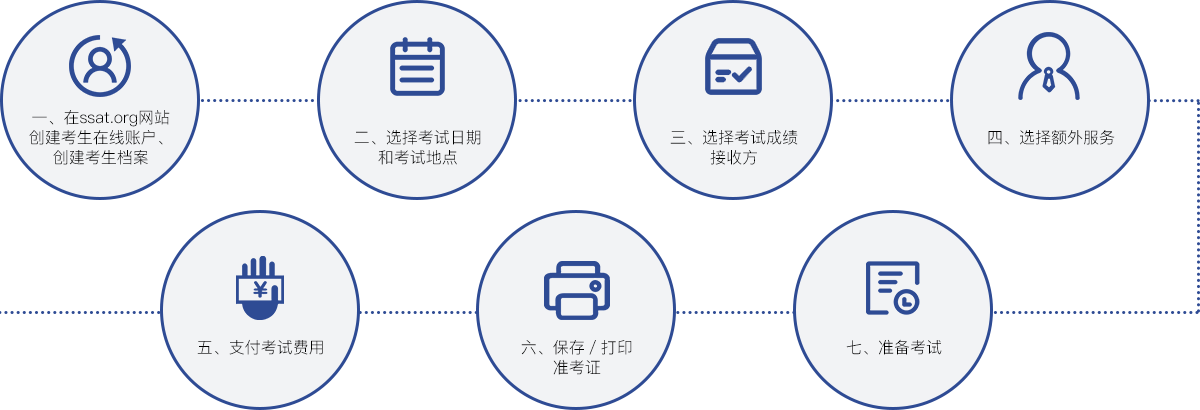 一、在ssat.org网站
创建考生在线账户、
创建考生档案
二、选择考试日期
和考试地点
三、选择考试成绩
接收方
四、选择额外服务
五、支付考试费用
¥
六、保存 / 打印
准考证
七、准备考试